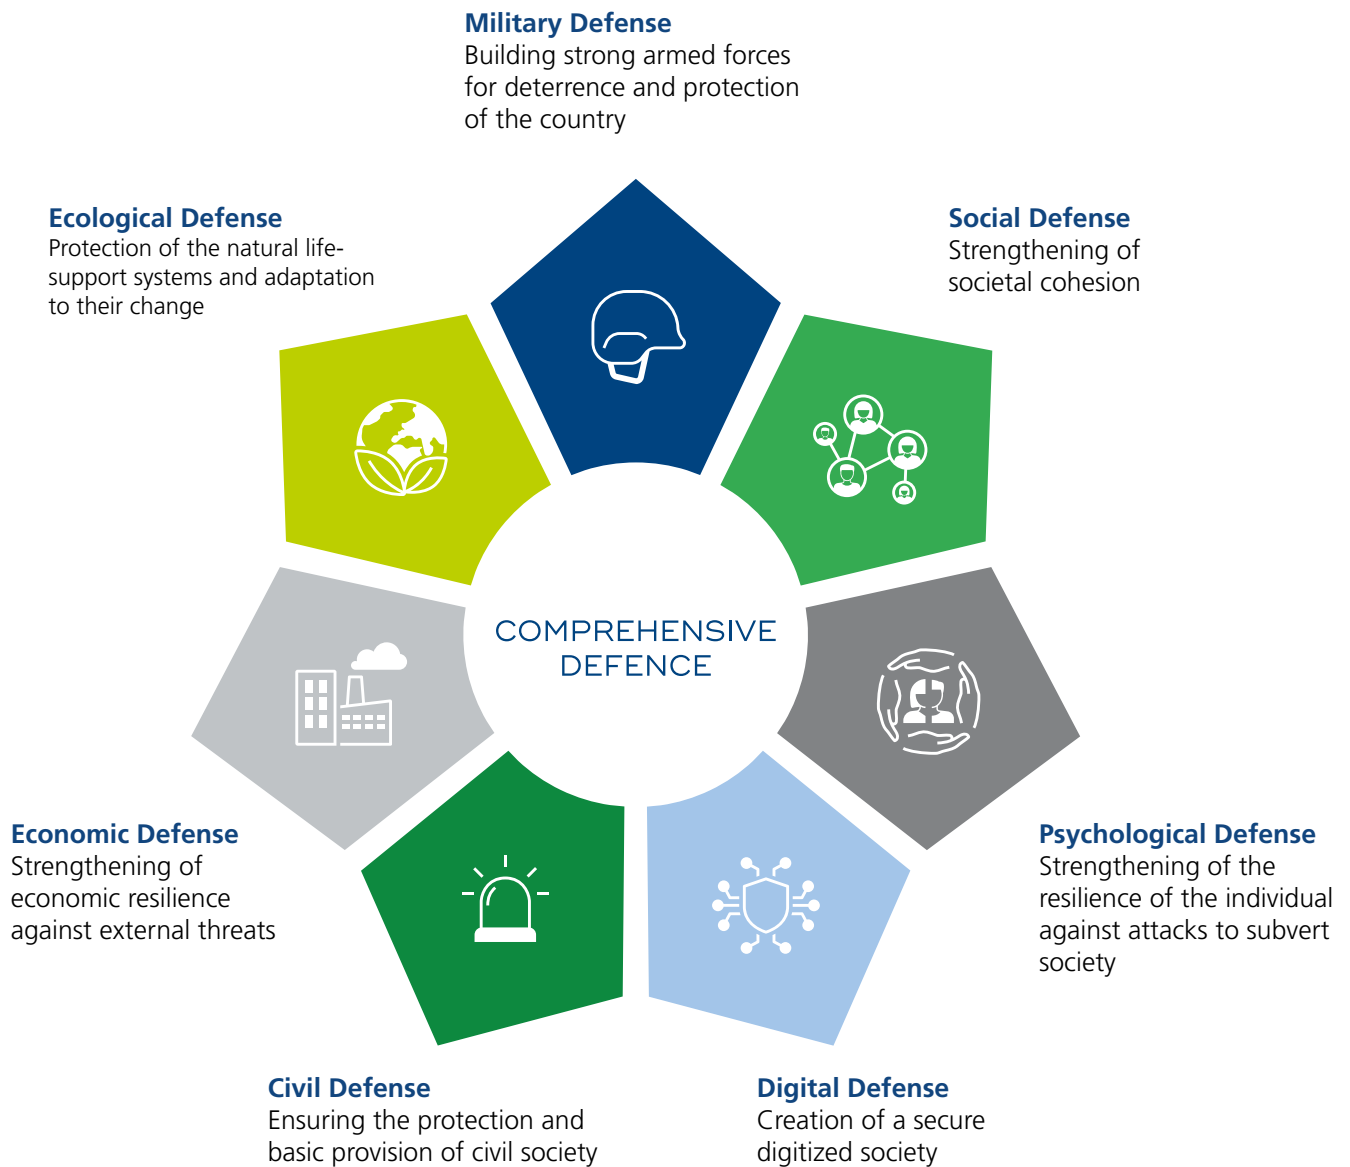 Military Defense
Building strong armed forces
for deterrence and protection
of the country
Ecological Defense
Protection of the natural life-
support systems and adaptation
to their change
Social Defense
Strengthening of
societal cohesion
COMPREHENSIVE
DEFENCE
Economic Defense
Strengthening of
economic resilience
against external threats
Psychological Defense
Strengthening of the
resilience of the individual
against attacks to subvert
society
Civil Defense
Ensuring the protection and
basic provision of civil society
Digital Defense
Creation of a secure
digitized society